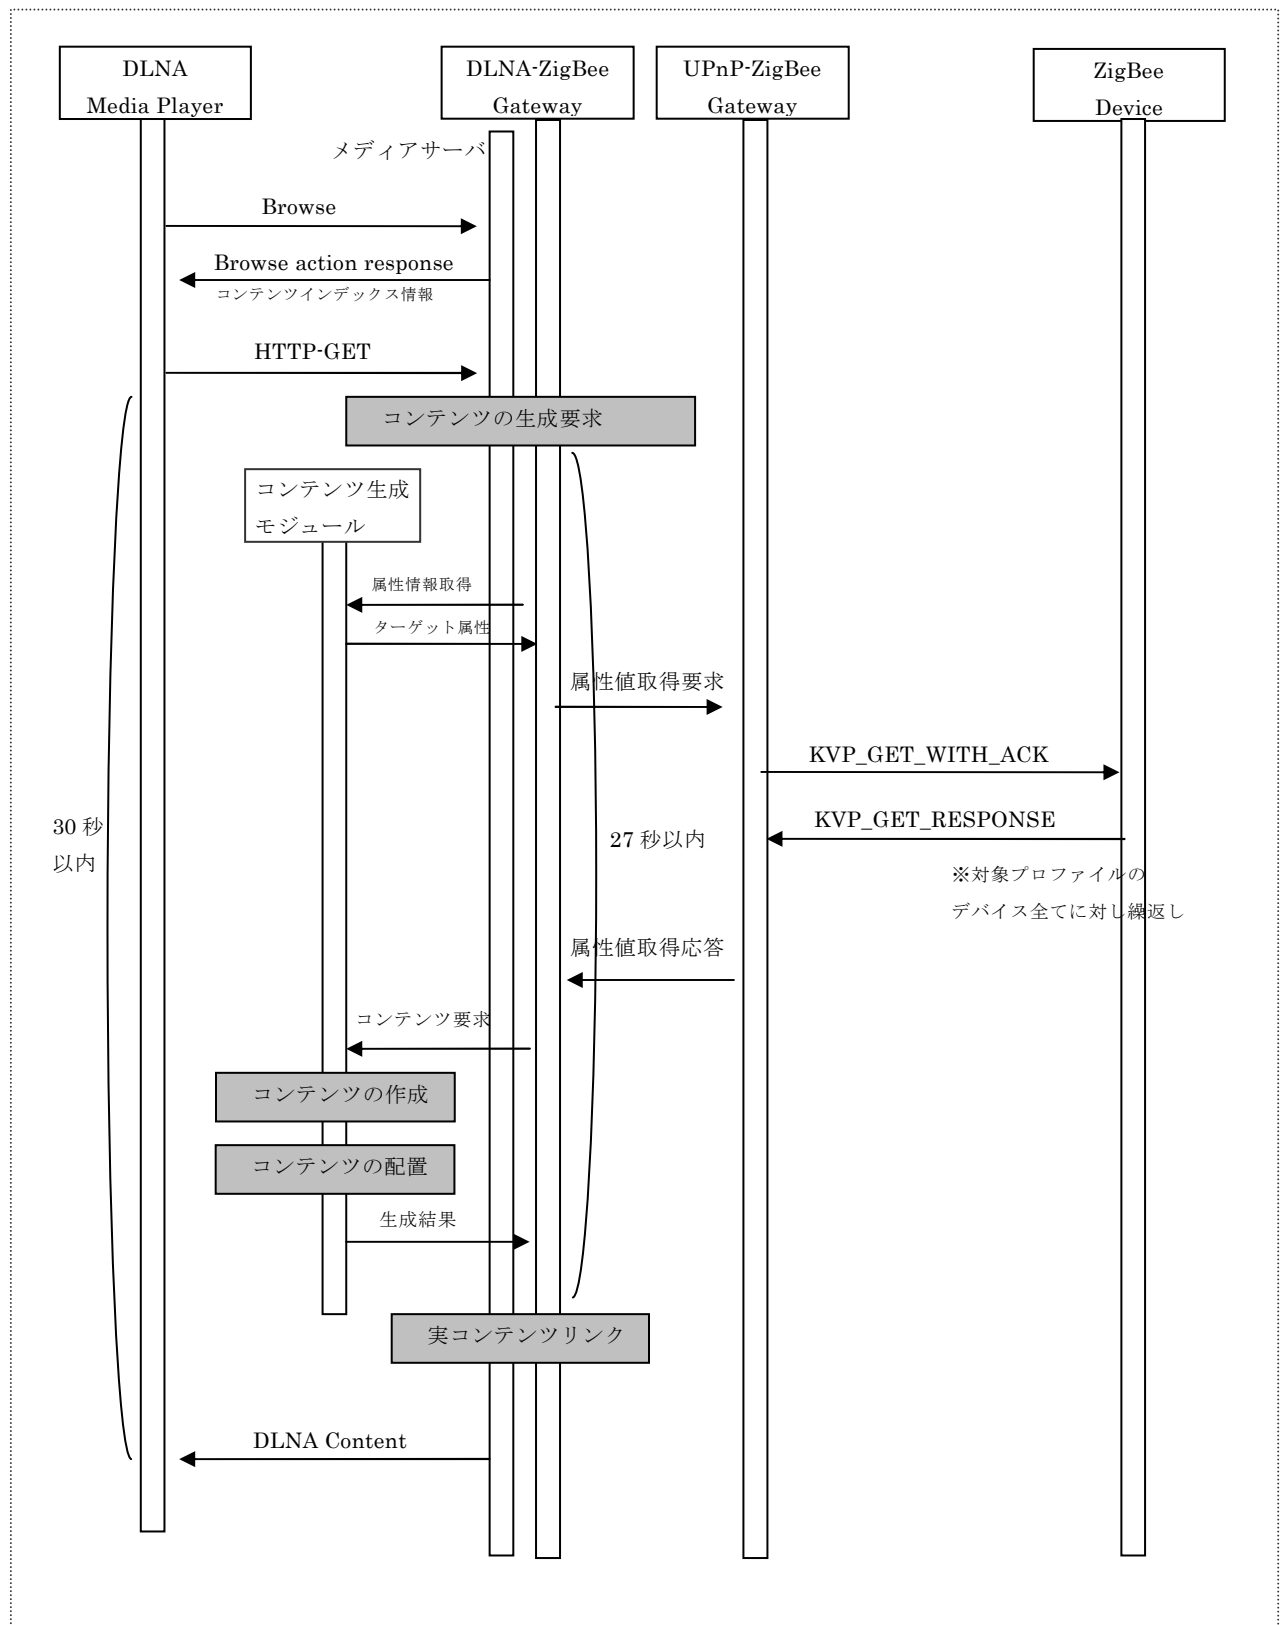 DLNA
Media Player
DLNA-ZigBee
Gateway
UPnP-ZigBee
Gateway
ZigBee
Device
メディアサーバ
Browse
Browse action response
コンテンツインデックス情報
HTTP-GET
コンテンツの生成要求
コンテンツ生成
モジュール
属性情報取得
ターゲット属性
属性値取得要求
KVP_GET_WITH_ACK
KVP_GET_RESPONSE
30 秒
以内
27 秒以内
※対象プロファイルの
デバイス全てに対し繰返し
属性値取得応答
コンテンツ要求
コンテンツの作成
コンテンツの配置
生成結果
実コンテンツリンク
DLNA Content